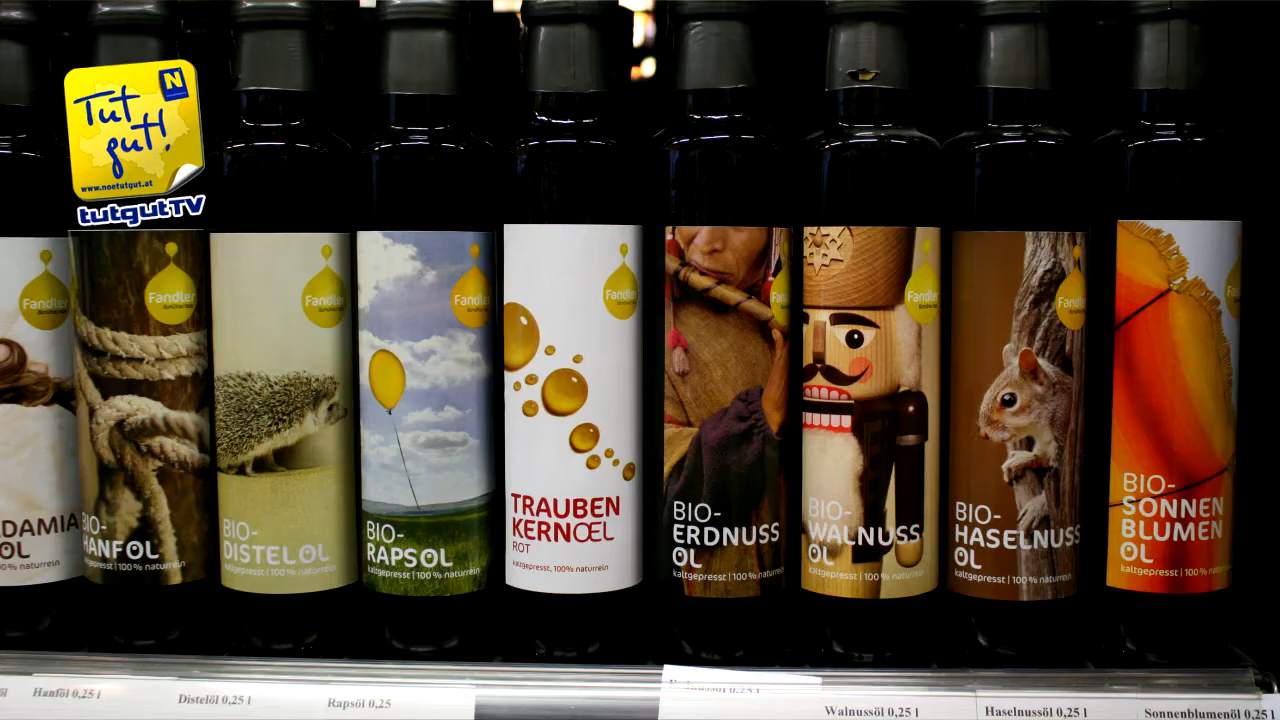 Tut
gut!
N
www.noetutgut.at
tutgutTV
Fandler
DAMIA
ÖL
Fandler
BIO-
HANFÖL
kaltgepresst | 100% naturrein
Fandler
BIO-
DISTELÖL
kaltgepresst | 100% naturrein
Fandler
BIO-
RAPSÖL
kaltgepresst | 100% naturrein
Fandler
TRAUBEN
KERNOEL
ROT
kaltgepresst, 100% naturrein
BIO-
ERDNUSS
ÖL
kaltgepresst | 100% naturrein
Fandler
BIO-
WALNUSS
ÖL
kaltgepresst | 100% naturrein
Fandler
BIO-
HASELNUSS
ÖL
kaltgepresst | 100% naturrein
BIO-
SONNEN
BLUMEN
ÖL
kaltgepresst | 100% naturrein
Hanföl 0,25 l
Distelöl 0,25 l
Rapsöl 0,25
Walnussöl 0,25 l
Haselnussöl 0,25 l
Sonnenblumenöl 0,25 l